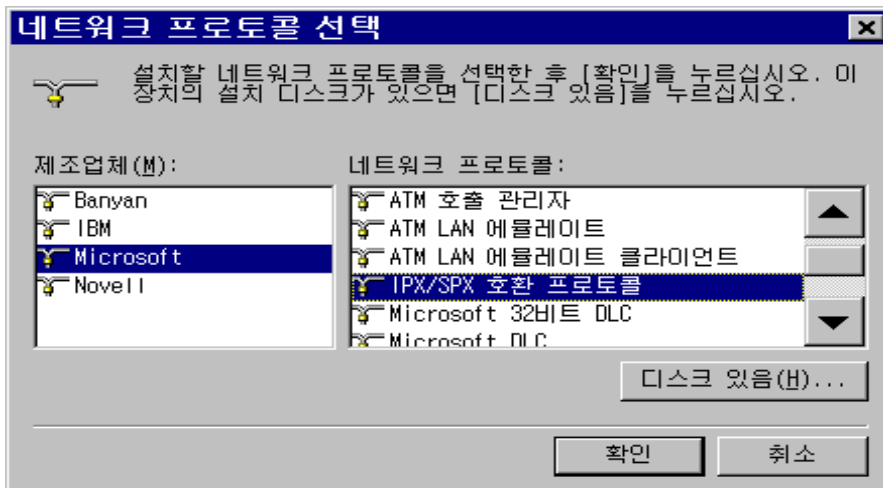 네트워크 프로토콜 선택
설치할 네트워크 프로토콜을 선택한 후 [확인]을 누르십시오. 이
장치의 설치 디스크가 있으면 [디스크 있음]을 누르십시오.
제조업체(M):
Banyan
IBM
Microsoft
Novell
네트워크 프로토콜:
ATM 호출 관리자
ATM LAN 에뮬레이트
ATM LAN 에뮬레이트 클라이언트
IPX/SPX 호환 프로토콜
Microsoft 32비트 DLC
Microsoft DLC
디스크 있음(H)...
확인
취소